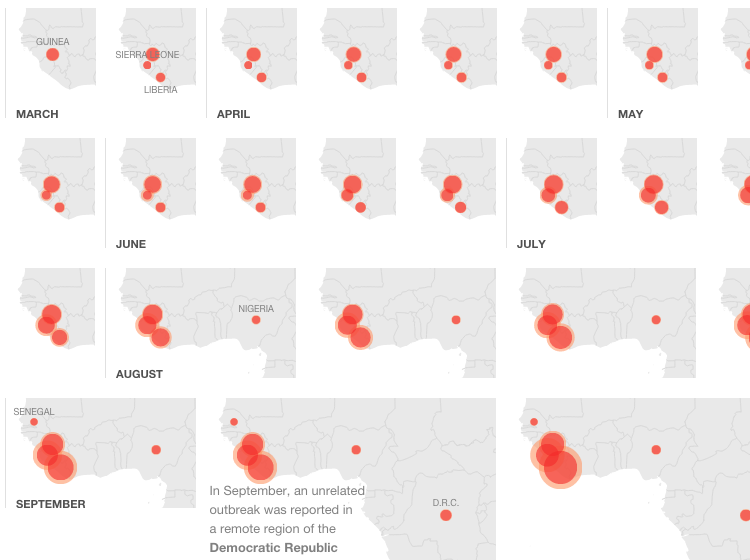 GUINEA
SIERRA LEONE
LIBERIA
MARCH
APRIL
MAY
JUNE
JULY
NIGERIA
AUGUST
SENEGAL
SEPTEMBER
In September, an unrelated
outbreak was reported in
a remote region of the
Democratic Republic
D.R.C.